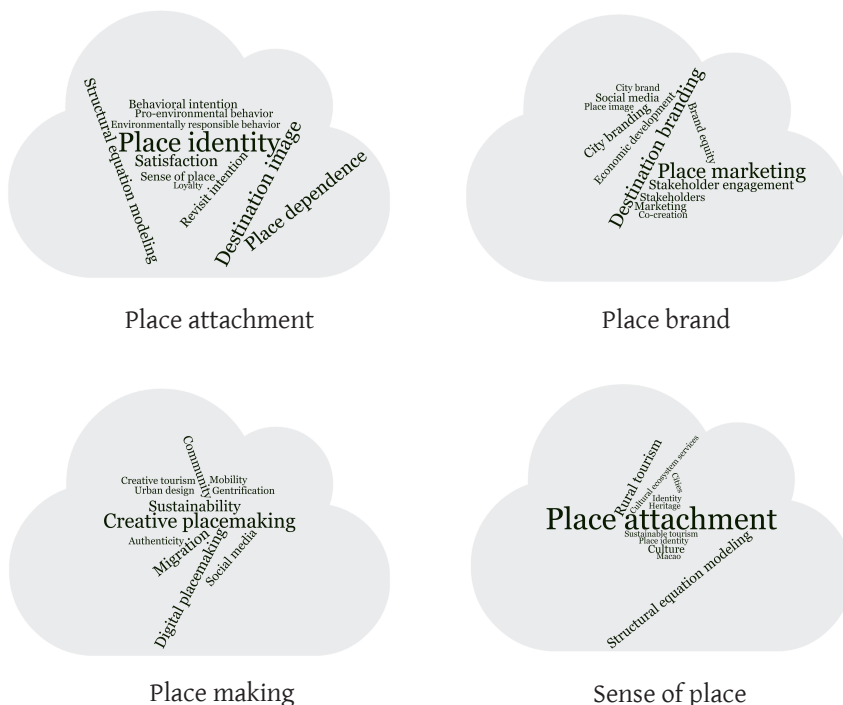 Structural equation modeling
Behavioral intention
Pro-environmental behavior
Environmentally responsible behavior
Place identity
Satisfaction
Sense of place
Loyalty
Revisit intention
Destination image
Place dependence
Place attachment
City brand
Social media
Place image
City branding
Economic development
Destination branding
Brand equity
Place marketing
Stakeholder engagement
Stakeholders
Marketing
Co-creation
Place brand
Community
Creative tourism
Mobility
Urban design
Gentrification
Sustainability
Creative placemaking
Authenticity
Migration
Digital placemaking
Social media
Place making
Rural tourism
Cultural ecosystem services
Cities
Identity
Heritage
Place attachment
Sustainable tourism
Place identity
Culture
Macao
Structural equation modeling
Sense of place